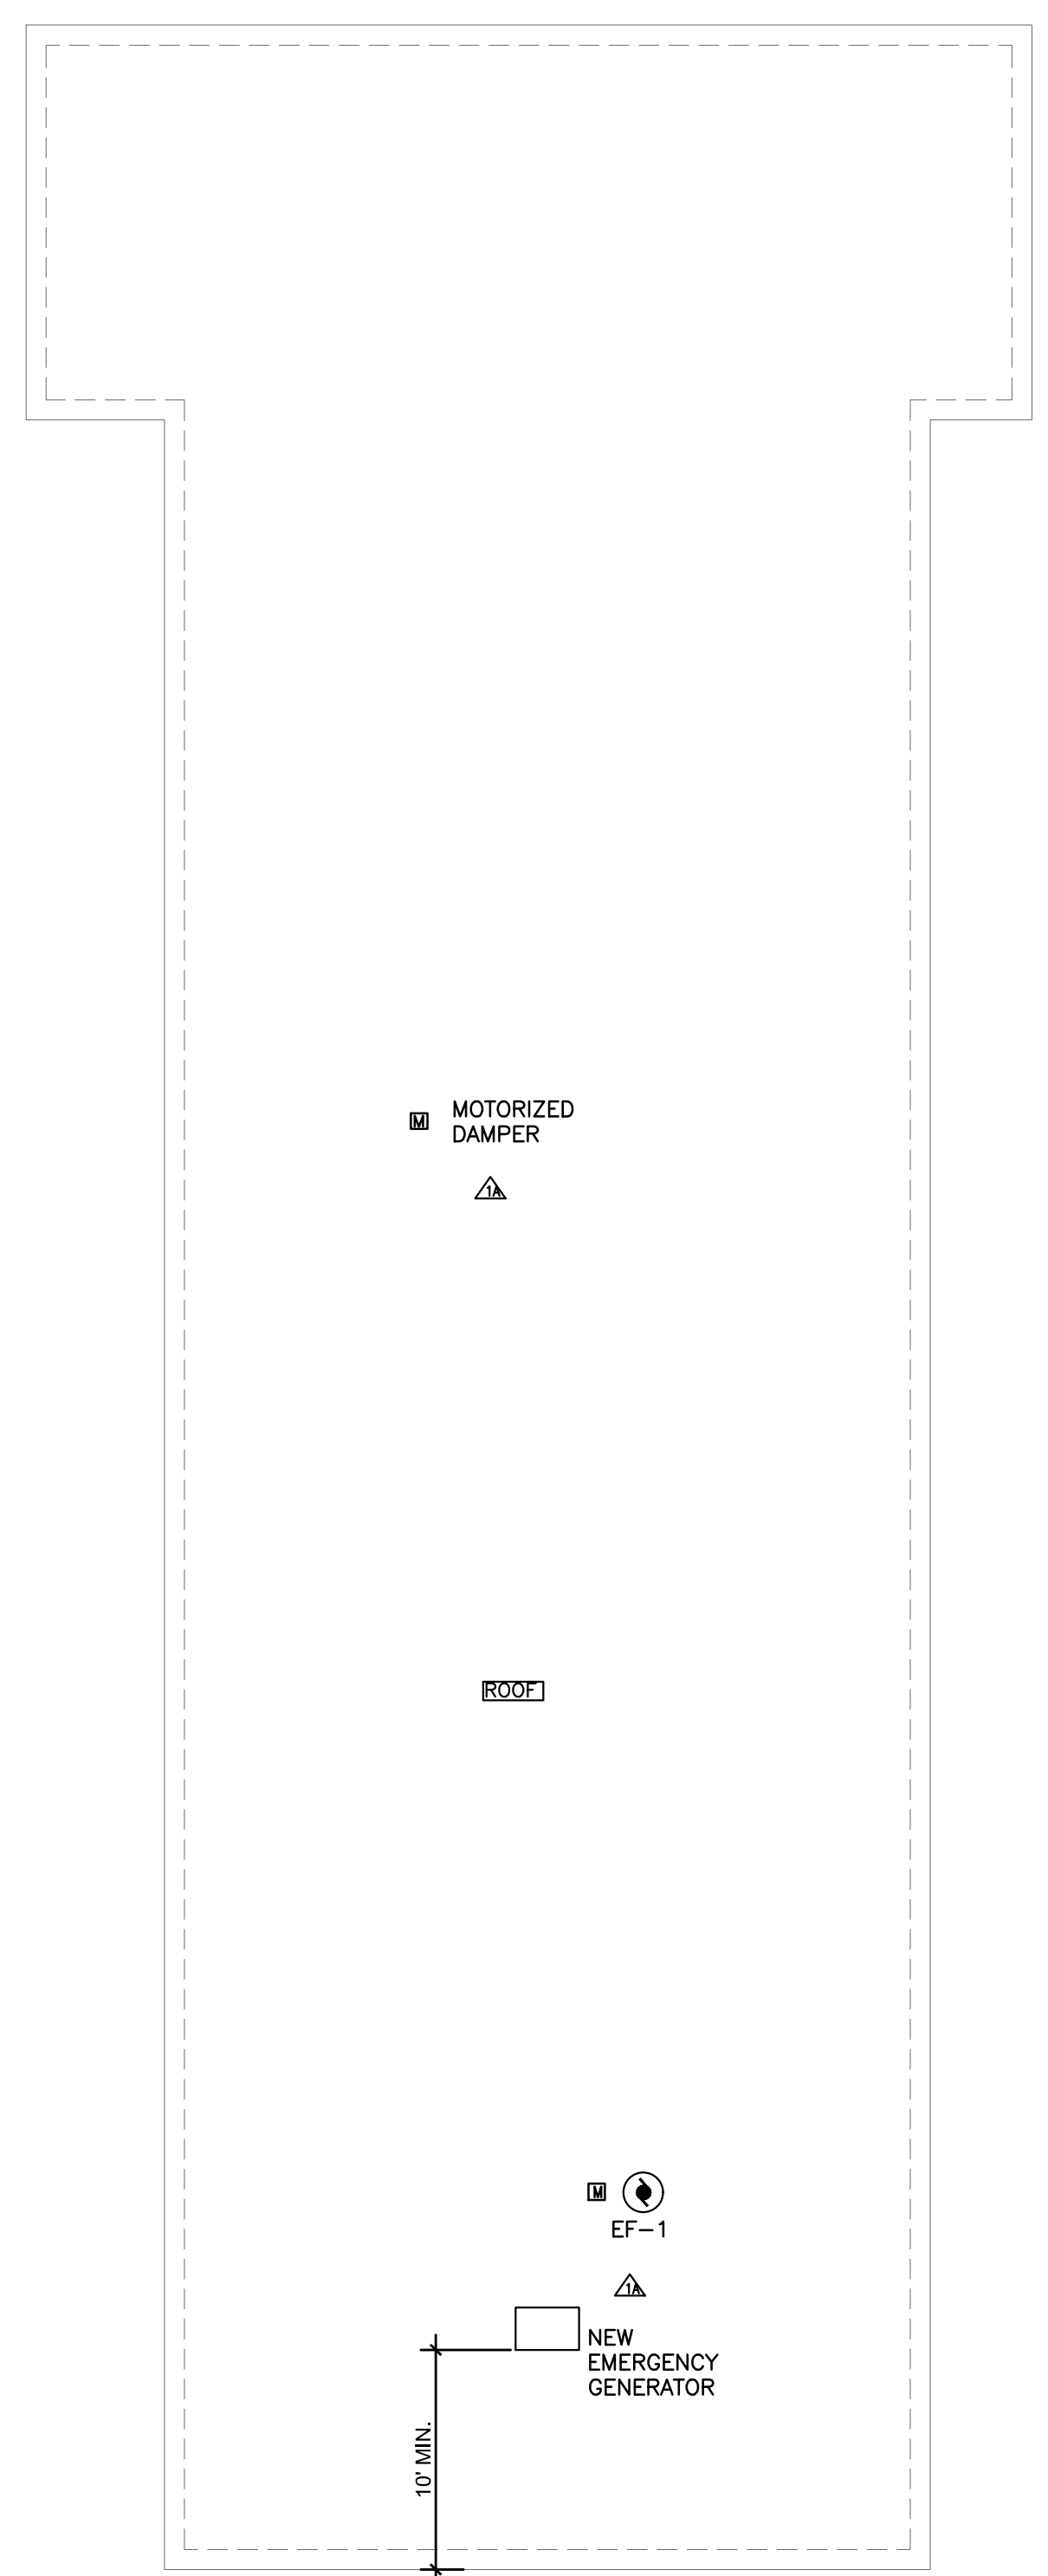 M
MOTORIZED
DAMPER
1A
ROOF
M
EF-1
1A
NEW
EMERGENCY
GENERATOR
10' MIN.